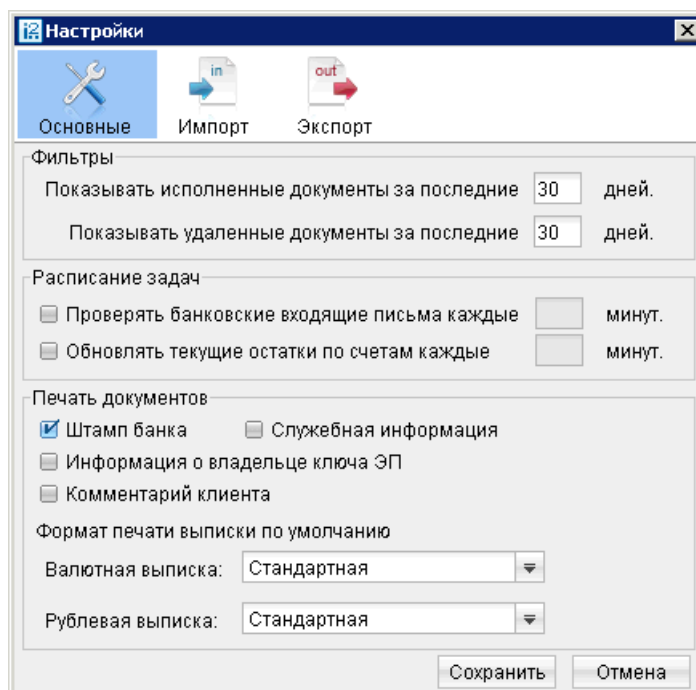 Настройки
in
out
Основные Импорт Экспорт
Фильтры
Показывать исполненные документы за последние 30 дней.
Показывать удаленные документы за последние 30 дней.
Расписание задач
Проверять банковские входящие письма каждые минут.
Обновлять текущие остатки по счетам каждые минут.
Печать документов
Штамп банка Служебная информация
Информация о владельце ключа ЭП
Комментарий клиента
Формат печати выписки по умолчанию
Валютная выписка: Стандартная
Рублевая выписка: Стандартная
Сохранить Отмена